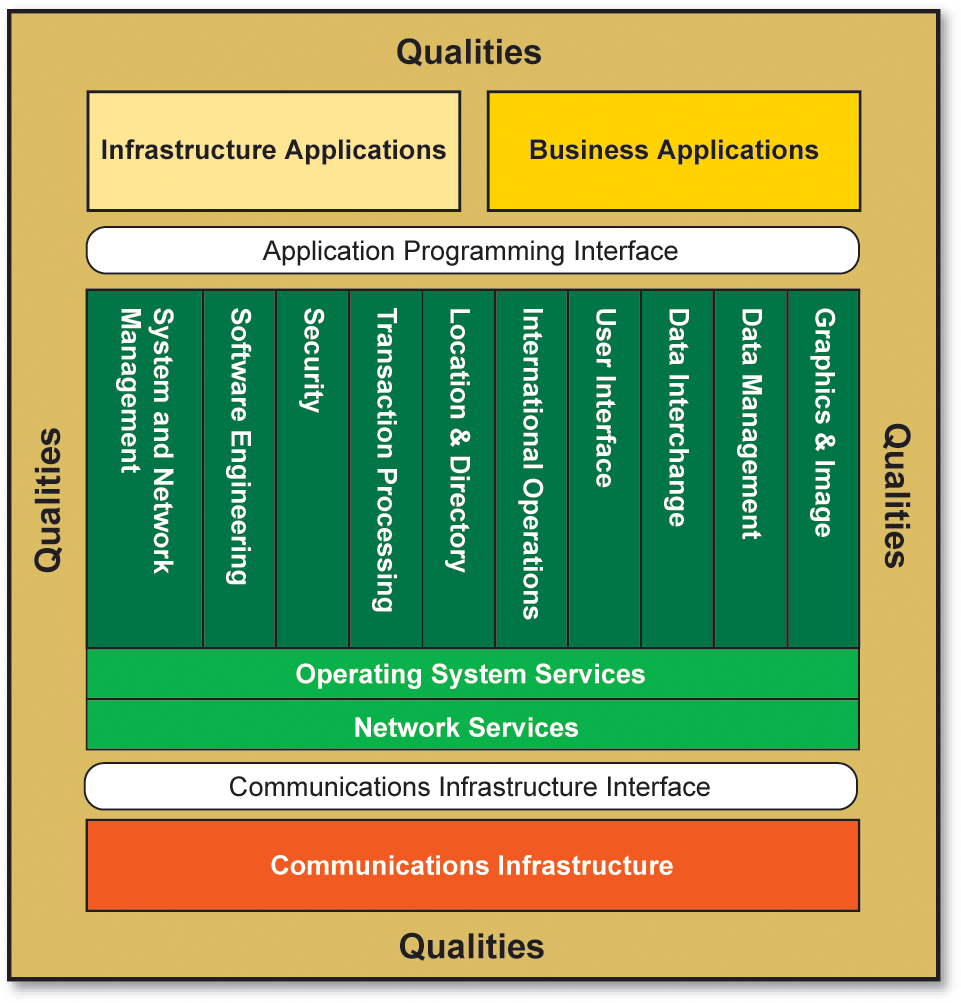 Qualities
Infrastructure Applications
Business Applications
Application Programming Interface
System and Network
Management
Software Engineering
Security
Transaction Processing
Location & Directory
International Operations
User Interface
Data Interchange
Data Management
Graphics & Image
Qualities
Qualities
Operating System Services
Network Services
Communications Infrastructure Interface
Communications Infrastructure
Qualities